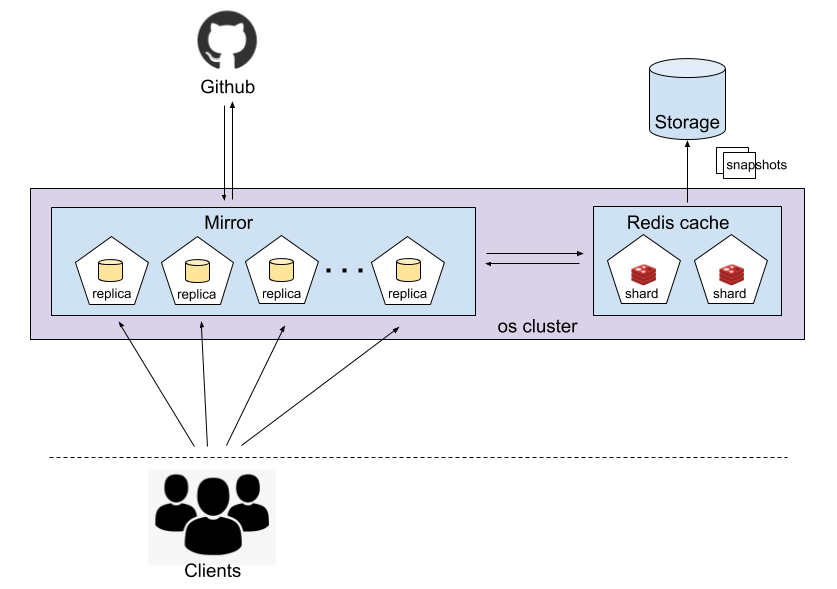 Github
Storage
snapshots
Mirror
Redis cache
replica
replica
replica
replica
shard
shard
os cluster
Clients